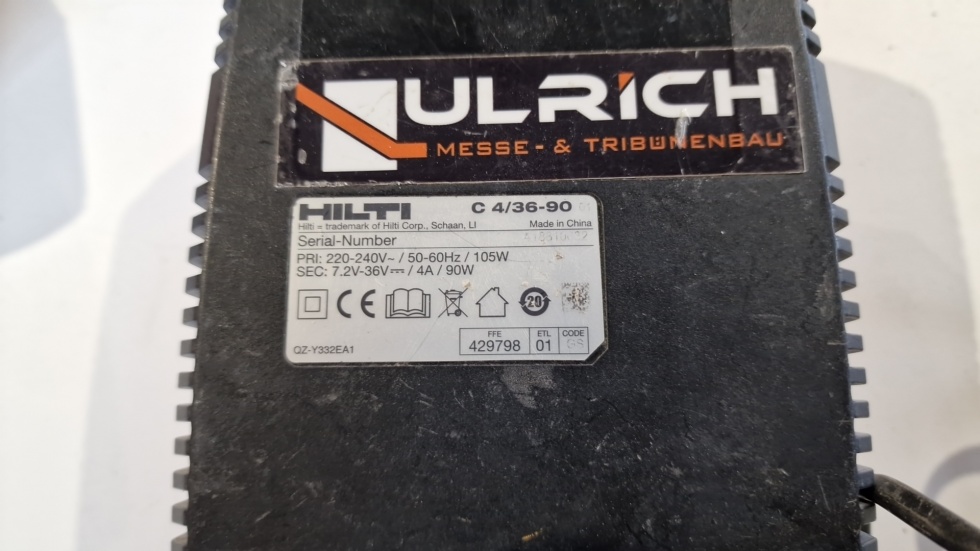 ULRiCH
MESSE- & TRIBÜNENBAU
HILTI C 4/36-90
Hilti = trademark of Hilti Corp., Schaan, LI Made in China
Serial-Number
PRI: 220-240V~ / 50-60Hz / 105W
SEC: 7.2V-36V⎓ / 4A / 90W
CE 20
FFE ETL CODE
429798 01
QZ-Y332EA1